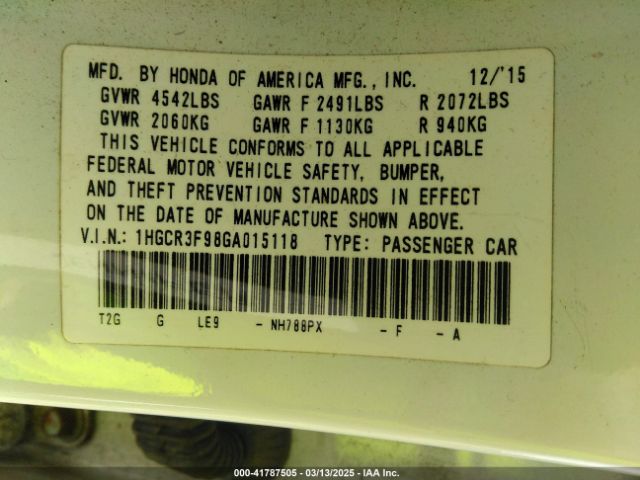 MFD. BY HONDA OF AMERICA MFG., INC. 12/'15
GVWR 4542LBS GAWR F 2491LBS R 2072LBS
GVWR 2060KG GAWR F 1130KG R 940KG
THIS VEHICLE CONFORMS TO ALL APPLICABLE
FEDERAL MOTOR VEHICLE SAFETY, BUMPER,
AND THEFT PREVENTION STANDARDS IN EFFECT
ON THE DATE OF MANUFACTURE SHOWN ABOVE.
V.I.N.: 1HGCR3F98GA015118 TYPE: PASSENGER CAR
T2G G LE9 - NH788PX - F - A
000-41787505 - 03/13/2025 - IAA Inc.